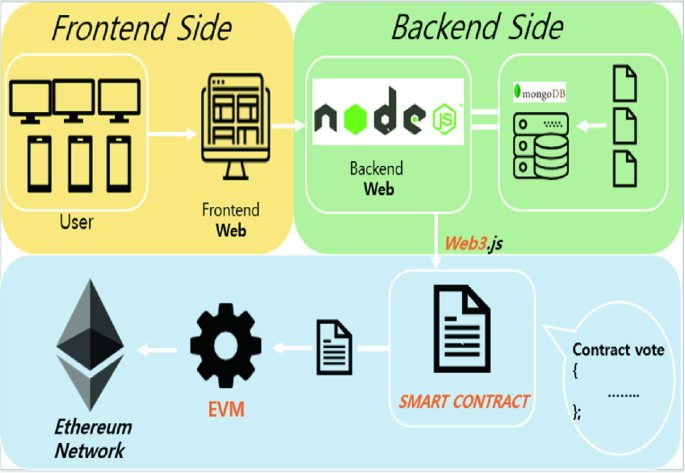 Frontend Side
Backend Side
User
Frontend
Web
node JS™
Backend
Web
mongoDB
Web3.js
Ethereum
Network
EVM
SMART CONTRACT
Contract vote
{
........
};